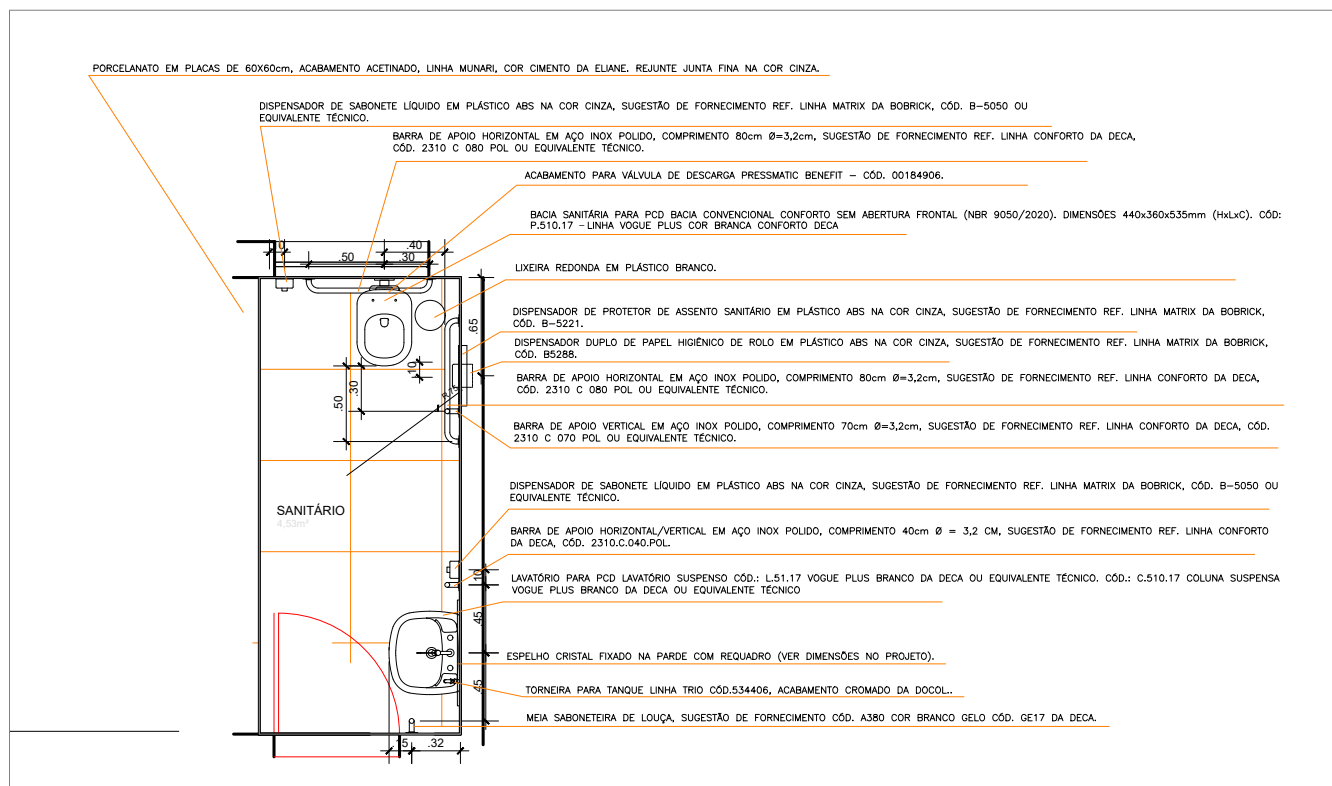 PORCELANATO EM PLACAS DE 60X60cm, ACABAMENTO ACETINADO, LINHA MUNARI, COR CIMENTO DA ELIANE. REJUNTE JUNTA FINA NA COR CINZA.
DISPENSADOR DE SABONETE LÍQUIDO EM PLÁSTICO ABS NA COR CINZA, SUGESTÃO DE FORNECIMENTO REF. LINHA MATRIX DA BOBRICK, CÓD. B-5050 OU
EQUIVALENTE TÉCNICO.
BARRA DE APOIO HORIZONTAL EM AÇO INOX POLIDO, COMPRIMENTO 80cm Ø=3,2cm, SUGESTÃO DE FORNECIMENTO REF. LINHA CONFORTO DA DECA,
CÓD. 2310 C 080 POL OU EQUIVALENTE TÉCNICO.
ACABAMENTO PARA VÁLVULA DE DESCARGA PRESSMATIC BENEFIT - CÓD. 00184906.
BACIA SANITÁRIA PARA PCD BACIA CONVENCIONAL CONFORTO SEM ABERTURA FRONTAL (NBR 9050/2020). DIMENSÕES 440x360x535mm (HxLxC). CÓD:
P.510.17 - LINHA VOGUE PLUS COR BRANCA CONFORTO DECA
.40
.50
.30
LIXEIRA REDONDA EM PLÁSTICO BRANCO.
DISPENSADOR DE PROTETOR DE ASSENTO SANITÁRIO EM PLÁSTICO ABS NA COR CINZA, SUGESTÃO DE FORNECIMENTO REF. LINHA MATRIX DA BOBRICK,
CÓD. B-5221.
.65
DISPENSADOR DUPLO DE PAPEL HIGIÊNICO DE ROLO EM PLÁSTICO ABS NA COR CINZA, SUGESTÃO DE FORNECIMENTO REF. LINHA MATRIX DA BOBRICK,
CÓD. B5288.
.10
.30
.50
BARRA DE APOIO HORIZONTAL EM AÇO INOX POLIDO, COMPRIMENTO 80cm Ø=3,2cm, SUGESTÃO DE FORNECIMENTO REF. LINHA CONFORTO DA DECA,
CÓD. 2310 C 080 POL OU EQUIVALENTE TÉCNICO.
BARRA DE APOIO VERTICAL EM AÇO INOX POLIDO, COMPRIMENTO 70cm Ø=3,2cm, SUGESTÃO DE FORNECIMENTO REF. LINHA CONFORTO DA DECA, CÓD.
2310 C 070 POL OU EQUIVALENTE TÉCNICO.
DISPENSADOR DE SABONETE LÍQUIDO EM PLÁSTICO ABS NA COR CINZA, SUGESTÃO DE FORNECIMENTO REF. LINHA MATRIX DA BOBRICK, CÓD. B-5050 OU
EQUIVALENTE TÉCNICO.
SANITÁRIO
4,53m²
BARRA DE APOIO HORIZONTAL/VERTICAL EM AÇO INOX POLIDO, COMPRIMENTO 40cm Ø = 3,2 CM, SUGESTÃO DE FORNECIMENTO REF. LINHA CONFORTO
DA DECA, CÓD. 2310.C.040.POL.
.10
LAVATÓRIO PARA PCD LAVATÓRIO SUSPENSO CÓD.: L.51.17 VOGUE PLUS BRANCO DA DECA OU EQUIVALENTE TÉCNICO. CÓD.: C.510.17 COLUNA SUSPENSA
VOGUE PLUS BRANCO DA DECA OU EQUIVALENTE TÉCNICO
.45
ESPELHO CRISTAL FIXADO NA PARDE COM REQUADRO (VER DIMENSÕES NO PROJETO).
.45
TORNEIRA PARA TANQUE LINHA TRIO CÓD.534406, ACABAMENTO CROMADO DA DOCOL..
MEIA SABONETEIRA DE LOUÇA, SUGESTÃO DE FORNECIMENTO CÓD. A380 COR BRANCO GELO CÓD. GE17 DA DECA.
.15
.32